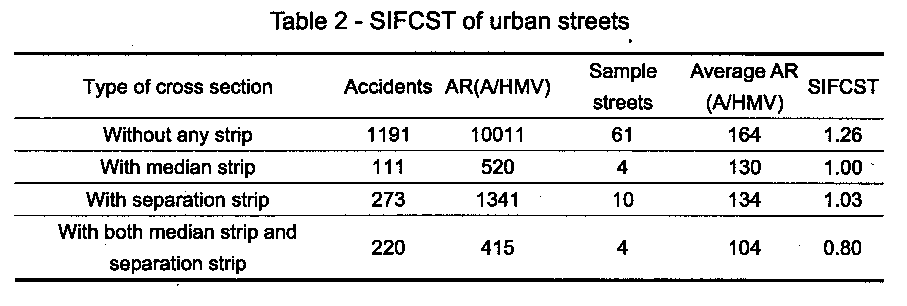 Table 2 - SIFCST of urban streets
Type of cross section Accidents AR(A/HMV) Sample streets Average AR (A/HMV) SIFCST
Without any strip 1191 10011 61 164 1.26
With median strip 111 520 4 130 1.00
With separation strip 273 1341 10 134 1.03
With both median strip and separation strip 220 415 4 104 0.80